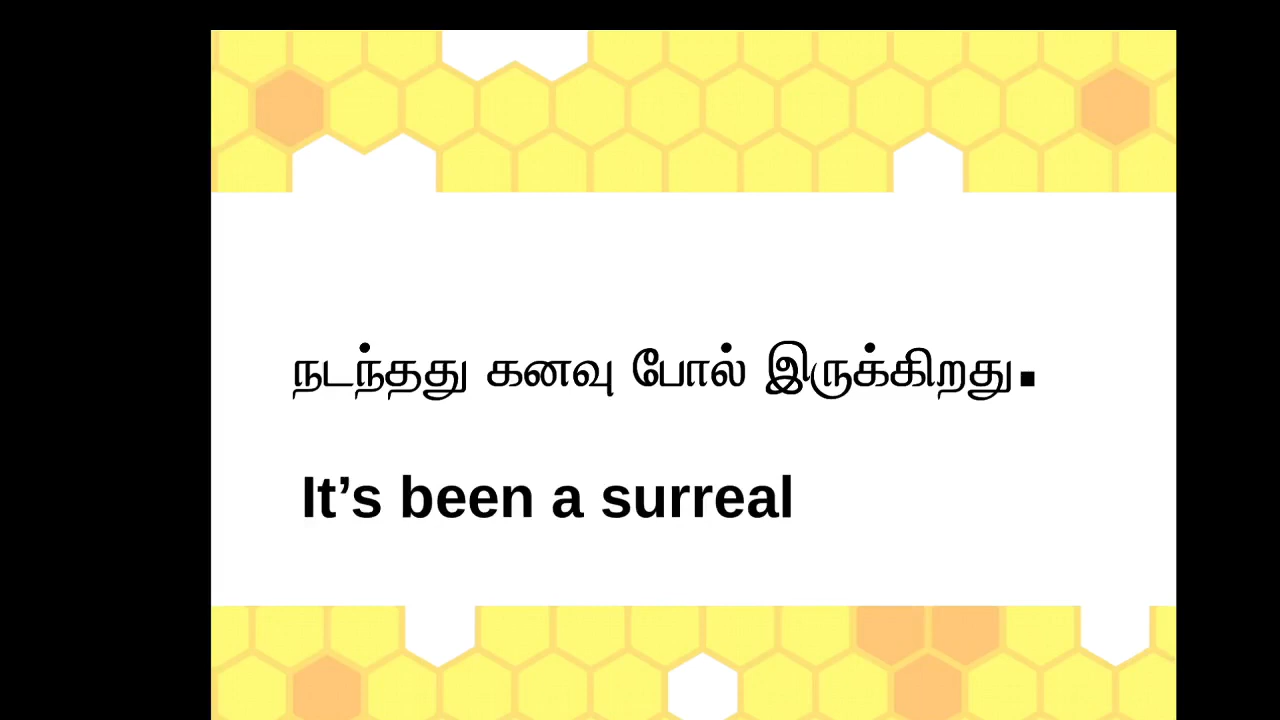 நடந்தது கனவு போல் இருக்கிறது.
It’s been a surreal